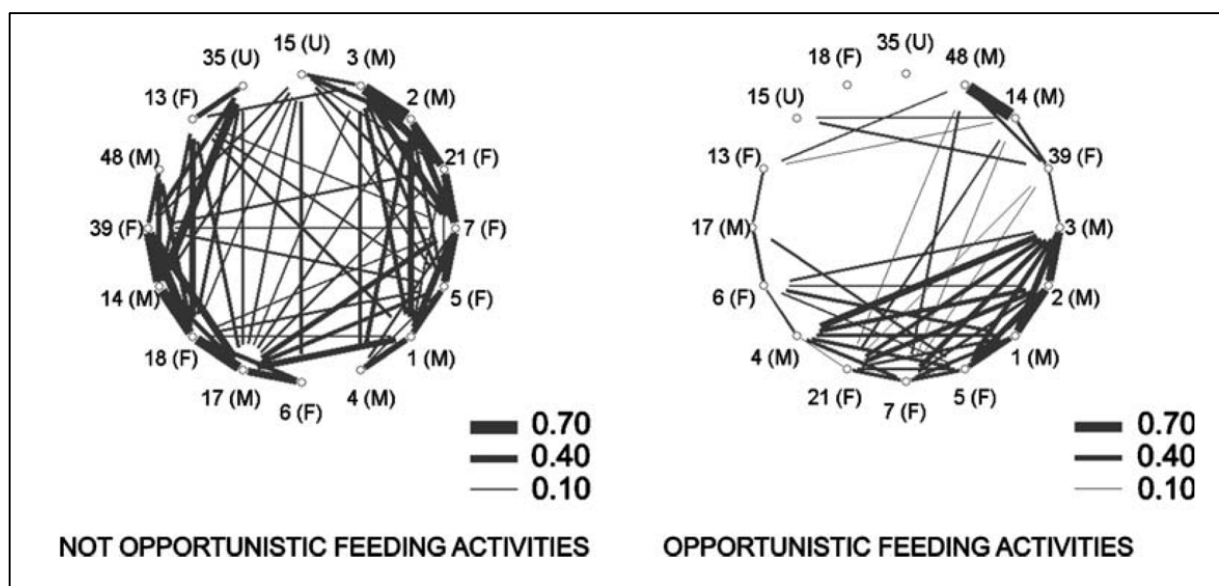 15 (U)
35 (U)
3 (M)
13 (F)
2 (M)
48 (M)
21 (F)
39 (F)
7 (F)
14 (M)
5 (F)
18 (F)
1 (M)
17 (M)
4 (M)
6 (F)
0.70
0.40
0.10
NOT OPPORTUNISTIC FEEDING ACTIVITIES
35 (U)
18 (F)
48 (M)
15 (U)
14 (M)
13 (F)
39 (F)
17 (M)
3 (M)
6 (F)
2 (M)
4 (M)
1 (M)
21 (F)
5 (F)
7 (F)
0.70
0.40
0.10
OPPORTUNISTIC FEEDING ACTIVITIES